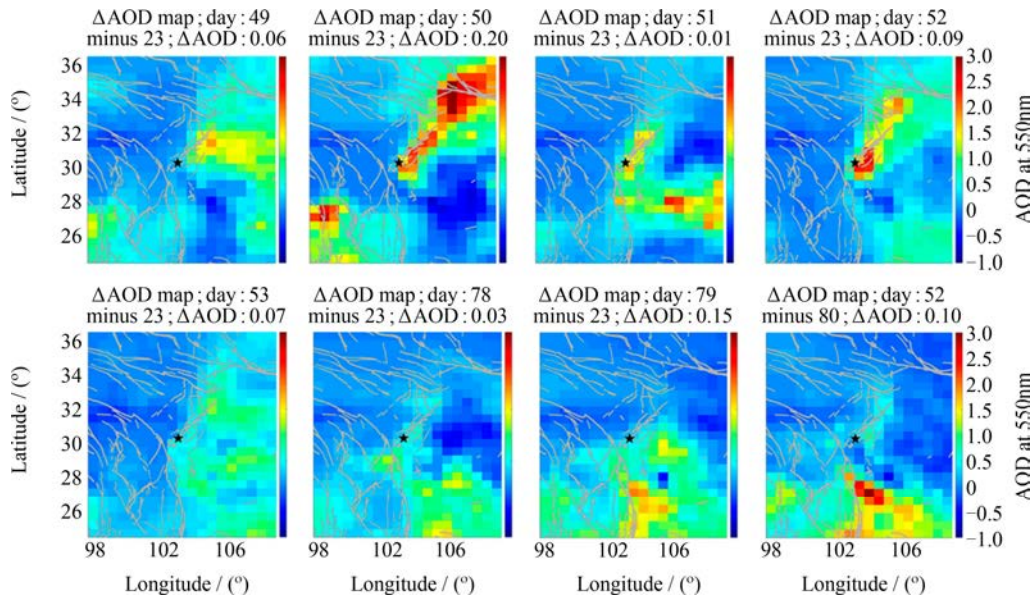 ΔAOD map; day: 49
minus 23; ΔAOD: 0.06
ΔAOD map; day: 50
minus 23; ΔAOD: 0.20
ΔAOD map; day: 51
minus 23; ΔAOD: 0.01
ΔAOD map; day: 52
minus 23; ΔAOD: 0.09
Latitude / (°)
36
34
32
30
28
26
3.0
2.5
2.0
1.5
1.0
0.5
0
−0.5
−1.0
AOD at 550nm
ΔAOD map; day: 53
minus 23; ΔAOD: 0.07
ΔAOD map; day: 78
minus 23; ΔAOD: 0.03
ΔAOD map; day: 79
minus 23; ΔAOD: 0.15
ΔAOD map; day: 52
minus 80; ΔAOD: 0.10
Latitude / (°)
36
34
32
30
28
26
3.0
2.5
2.0
1.5
1.0
0.5
0
−0.5
−1.0
AOD at 550nm
98 102 106
98 102 106
98 102 106
98 102 106
Longitude / (°)
Longitude / (°)
Longitude / (°)
Longitude / (°)